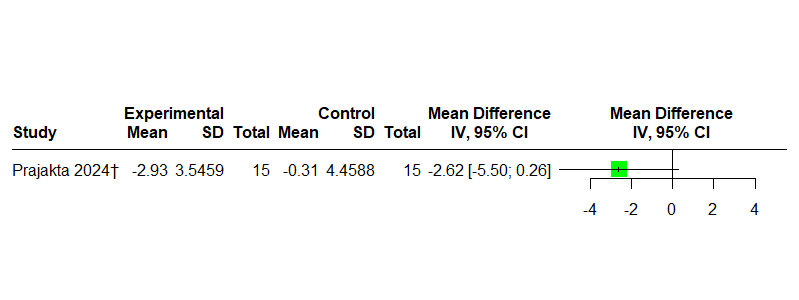 Experimental Control Mean Difference Mean Difference
Study Mean SD Total Mean SD Total IV, 95% CI IV, 95% CI
Prajakta 2024† -2.93 3.5459 15 -0.31 4.4588 15 -2.62 [-5.50; 0.26]
-4 -2 0 2 4